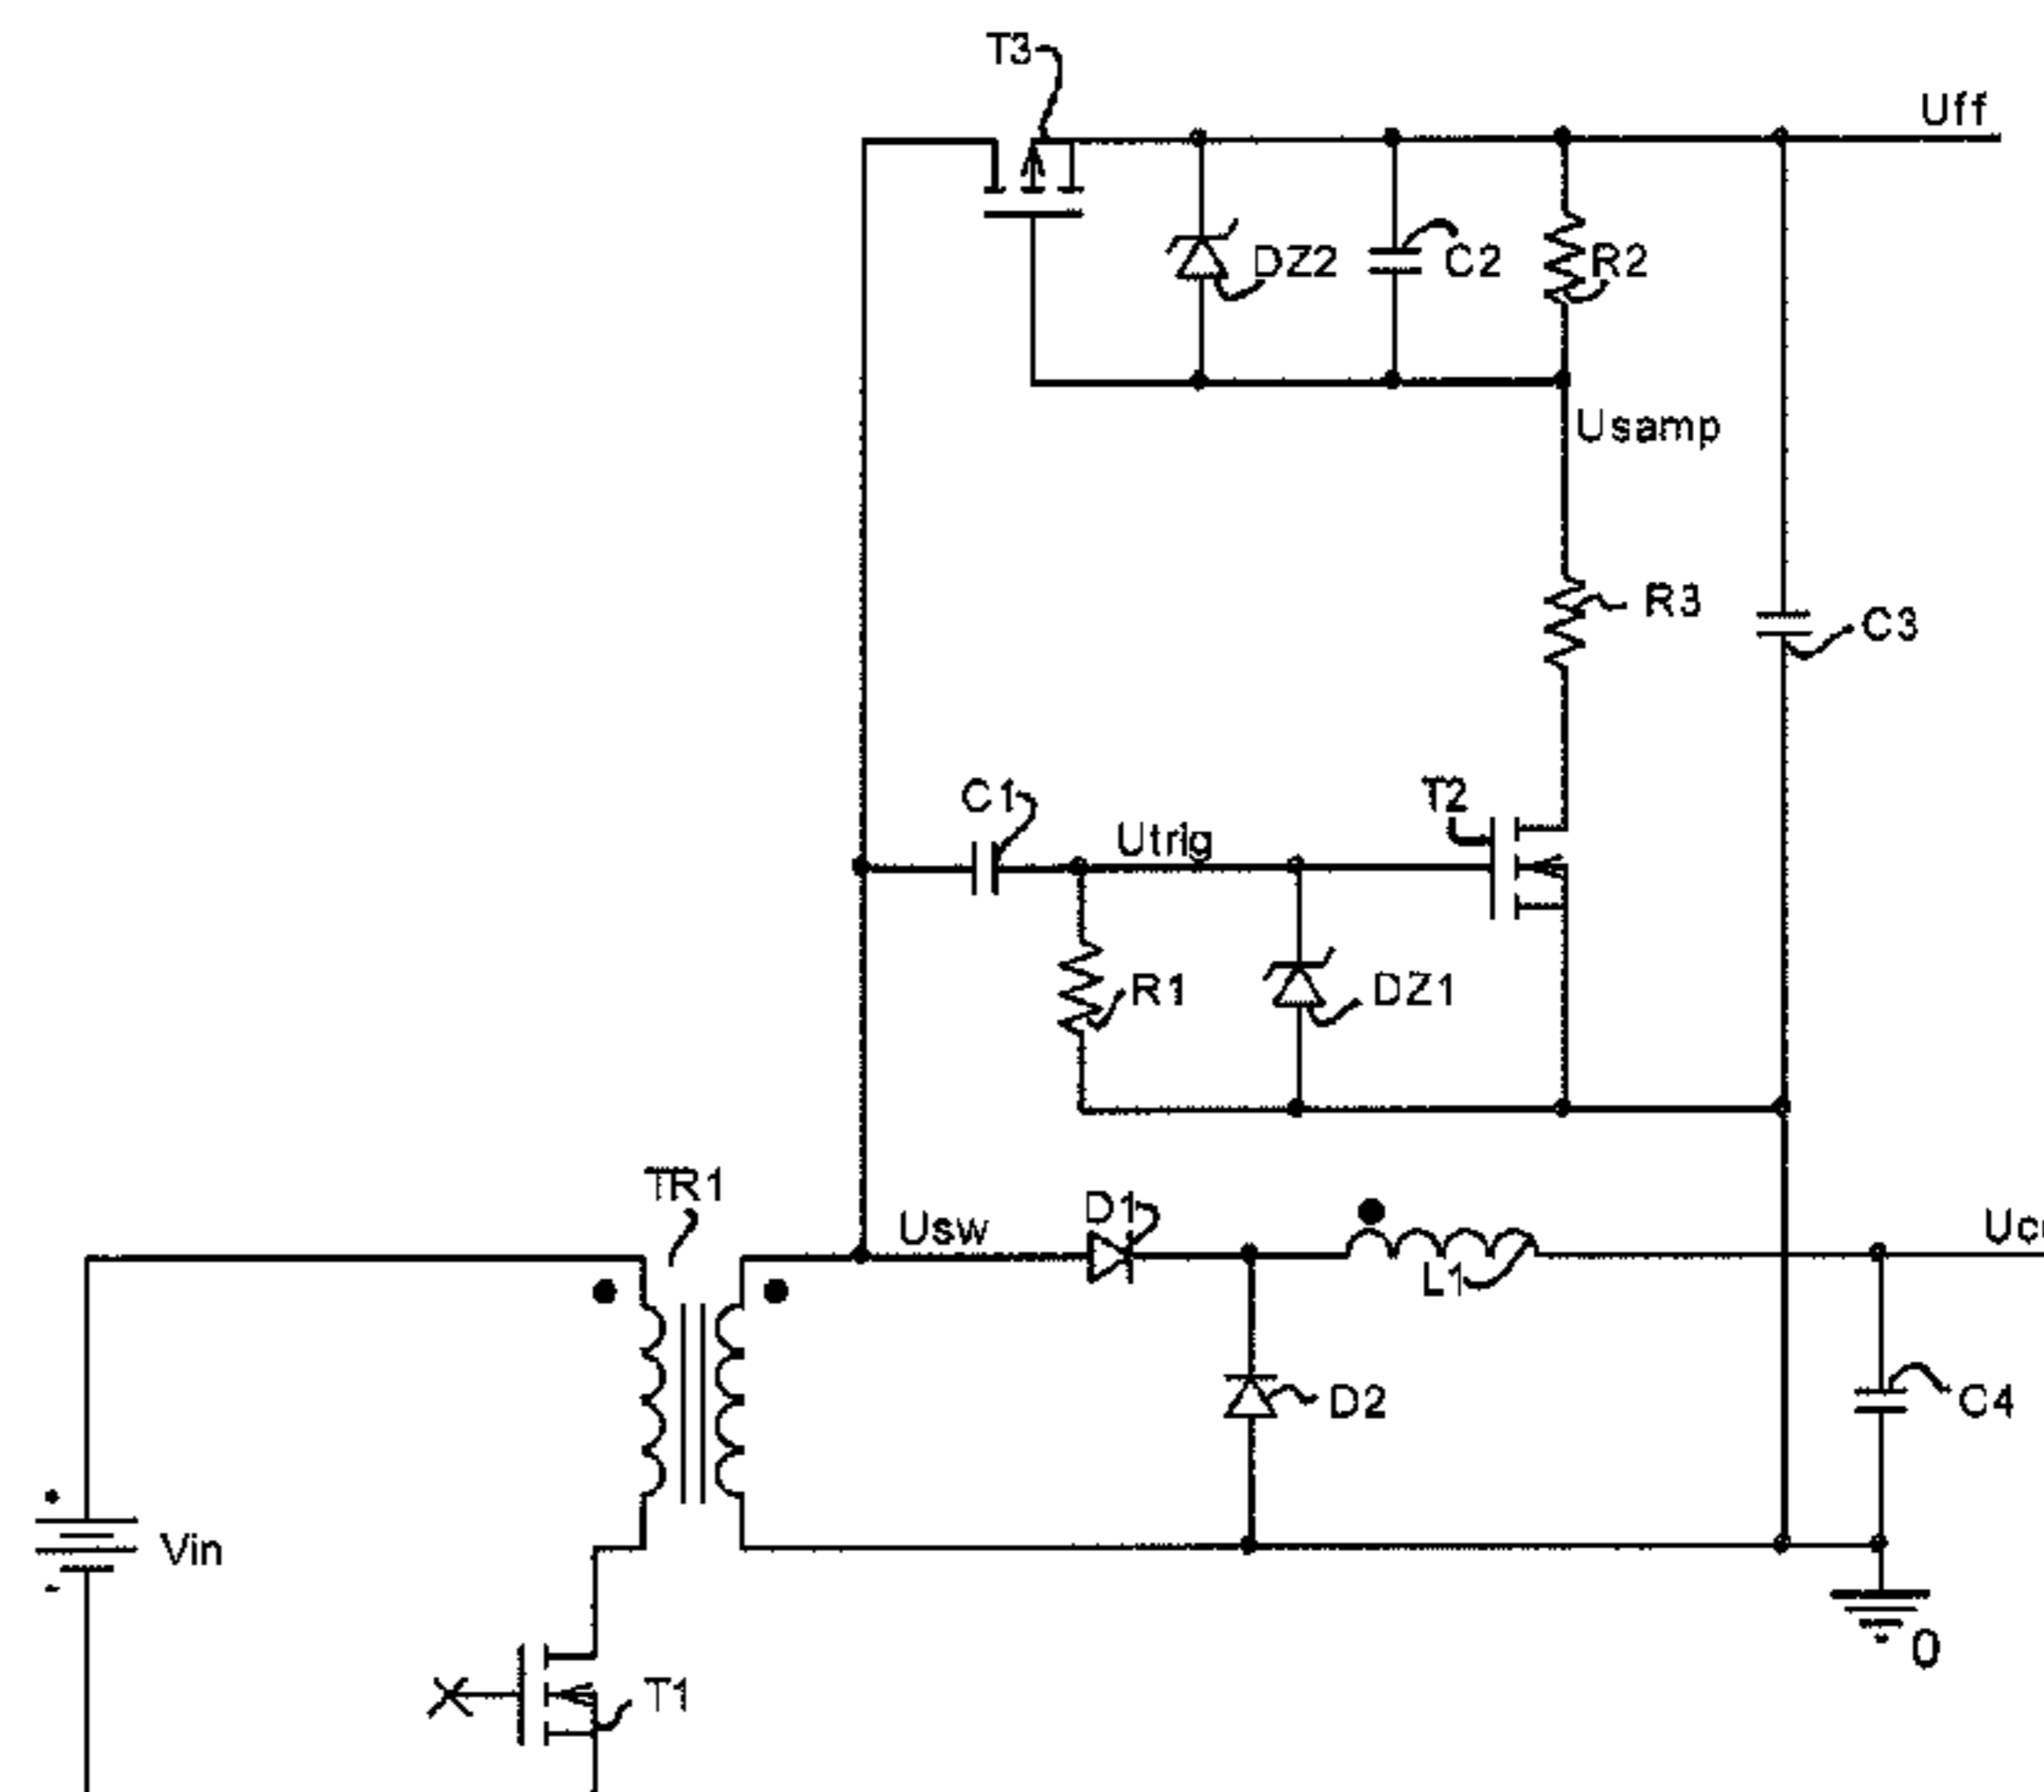 T3
Uff
DZ2
C2
R2
Usamp
R3
C3
C1
Utrig
T2
R1
DZ1
TR1
Usw
D1
L1
D2
C4
Vin
T1
0